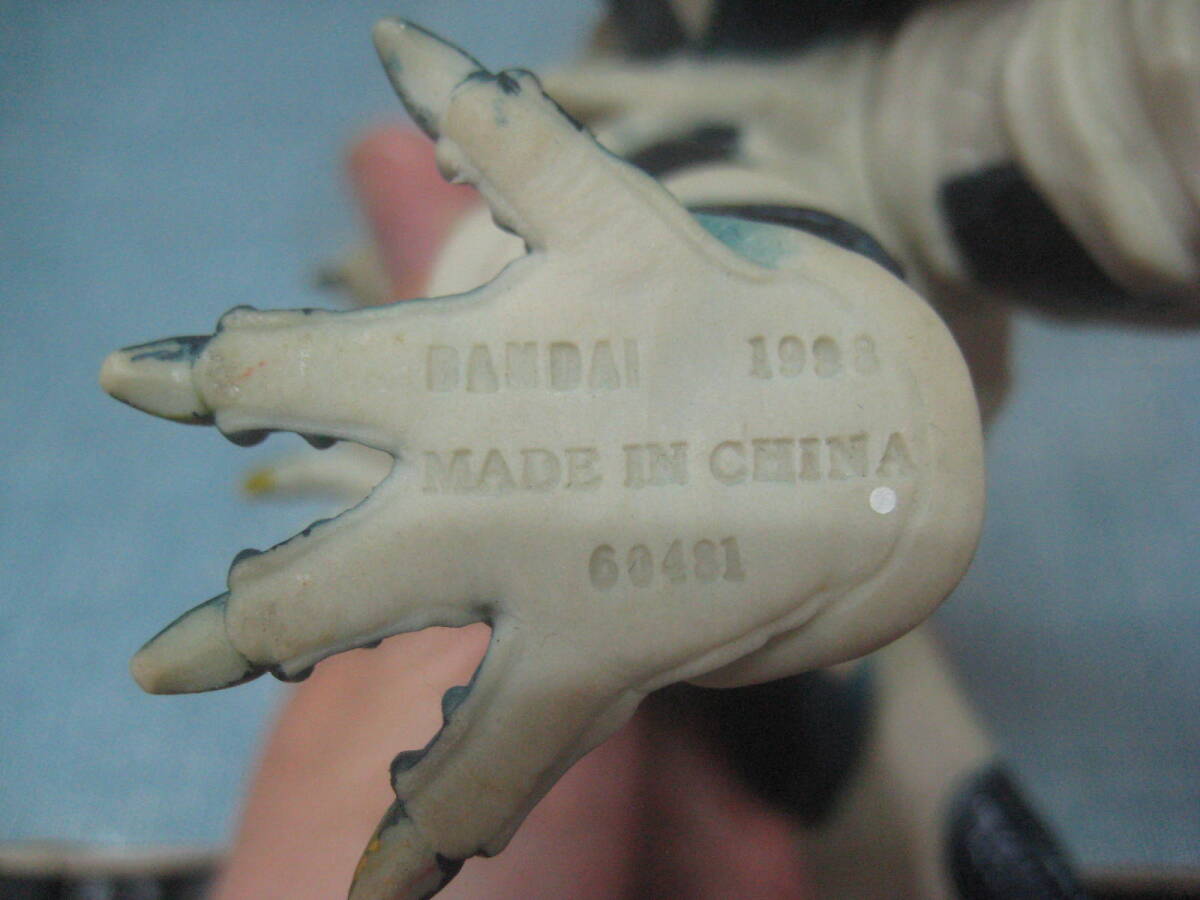 BANDAI 1998
MADE IN CHINA
60481